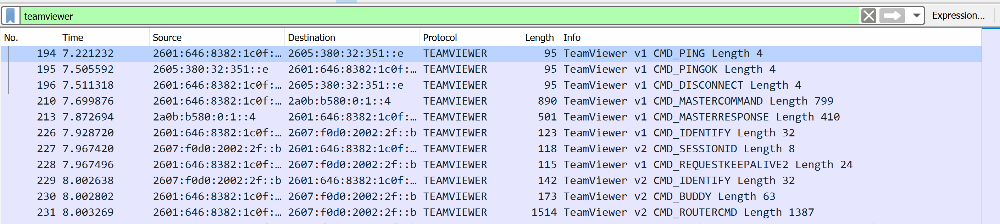 teamviewer Expression...
No. Time Source Destination Protocol Length Info
194 7.221232 2601:646:8382:1c0f:... 2605:380:32:351::e TEAMVIEWER 95 TeamViewer v1 CMD_PING Length 4
195 7.505592 2605:380:32:351::e 2601:646:8382:1c0f:... TEAMVIEWER 95 TeamViewer v1 CMD_PINGOK Length 4
196 7.511318 2601:646:8382:1c0f:... 2605:380:32:351::e TEAMVIEWER 95 TeamViewer v1 CMD_DISCONNECT Length 4
210 7.699876 2601:646:8382:1c0f:... 2a0b:b580:0:1::4 TEAMVIEWER 890 TeamViewer v1 CMD_MASTERCOMMAND Length 799
213 7.872694 2a0b:b580:0:1::4 2601:646:8382:1c0f:... TEAMVIEWER 501 TeamViewer v1 CMD_MASTERRESPONSE Length 410
226 7.928720 2601:646:8382:1c0f:... 2607:f0d0:2002:2f::b TEAMVIEWER 123 TeamViewer v1 CMD_IDENTIFY Length 32
227 7.967420 2607:f0d0:2002:2f::b 2601:646:8382:1c0f:... TEAMVIEWER 118 TeamViewer v2 CMD_SESSIONID Length 8
228 7.967496 2601:646:8382:1c0f:... 2607:f0d0:2002:2f::b TEAMVIEWER 115 TeamViewer v1 CMD_REQUESTKEEPALIVE2 Length 24
229 8.002638 2607:f0d0:2002:2f::b 2601:646:8382:1c0f:... TEAMVIEWER 142 TeamViewer v2 CMD_IDENTIFY Length 32
230 8.002802 2601:646:8382:1c0f:... 2607:f0d0:2002:2f::b TEAMVIEWER 173 TeamViewer v2 CMD_BUDDY Length 63
231 8.003269 2601:646:8382:1c0f:... 2607:f0d0:2002:2f::b TEAMVIEWER 1514 TeamViewer v2 CMD_ROUTERCMD Length 1387